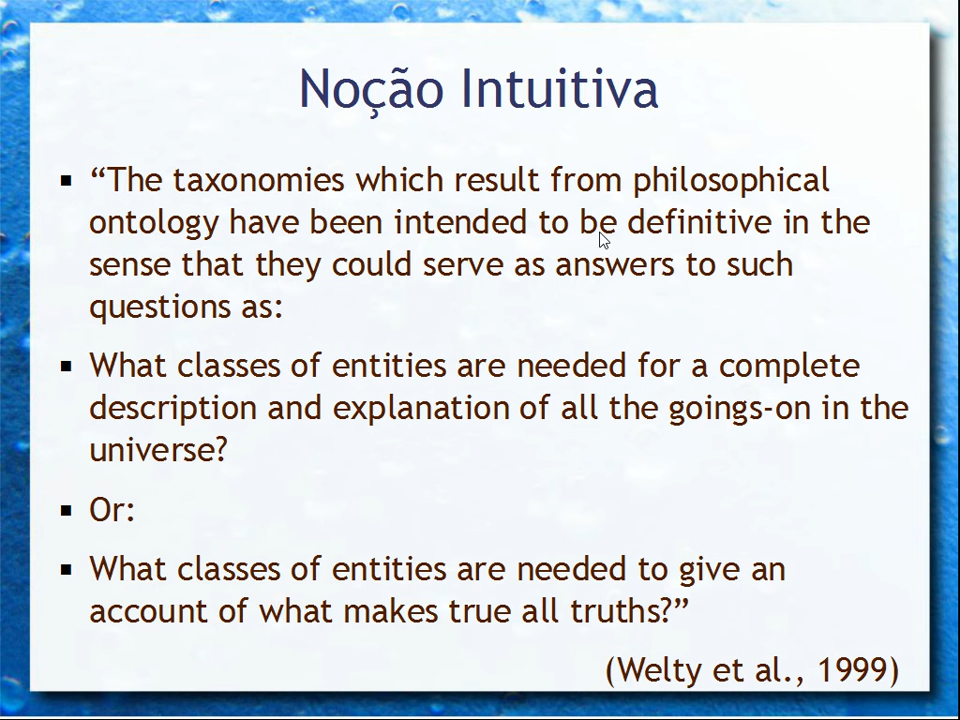 Noção Intuitiva
▪ “The taxonomies which result from philosophical
ontology have been intended to be definitive in the
sense that they could serve as answers to such
questions as:
▪ What classes of entities are needed for a complete
description and explanation of all the goings-on in the
universe?
▪ Or:
▪ What classes of entities are needed to give an
account of what makes true all truths?”
(Welty et al., 1999)